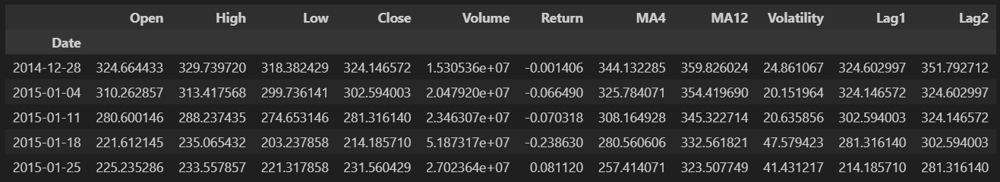 Open High Low Close Volume Return MA4 MA12 Volatility Lag1 Lag2
Date
2014-12-28 324.664433 329.739720 318.382429 324.146572 1.530536e+07 -0.001406 344.132285 359.826024 24.861067 324.602997 351.792712
2015-01-04 310.262857 313.417568 299.736141 302.594003 2.047920e+07 -0.066490 325.784071 354.419690 20.151964 324.146572 324.602997
2015-01-11 280.600146 288.237435 274.653146 281.316140 2.346307e+07 -0.070318 308.164928 345.322714 20.635856 302.594003 324.146572
2015-01-18 221.612145 235.065432 203.237858 214.185710 5.187317e+07 -0.238630 280.560606 332.561821 47.579423 281.316140 302.594003
2015-01-25 225.235286 233.557857 221.317858 231.560429 2.702364e+07 0.081120 257.414071 323.507749 41.431217 214.185710 281.316140